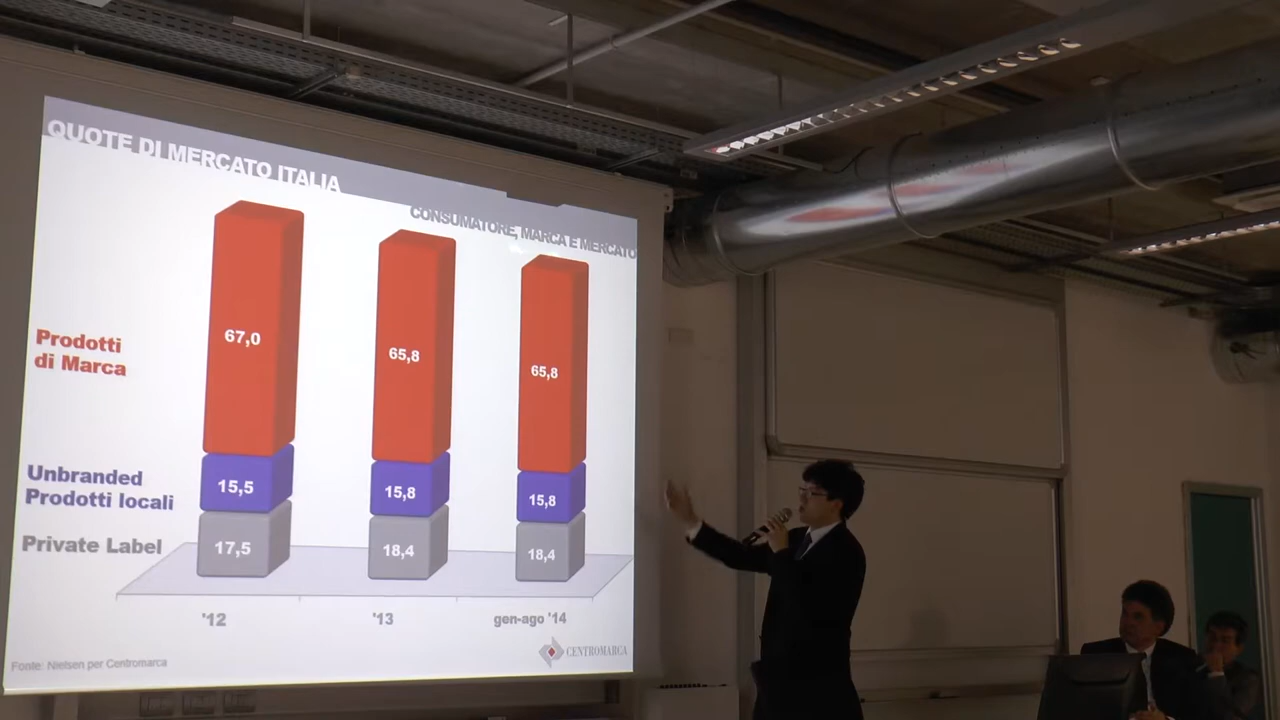 QUOTE DI MERCATO ITALIA
CONSUMATORE, MARCA E MERCATO
67,0
65,8
65,8
Prodotti
di Marca
15,5
15,8
15,8
Unbranded
Prodotti locali
17,5
18,4
18,4
Private Label
'12
'13
gen-ago '14
Fonte: Nielsen per Centromarca
CENTROMARCA